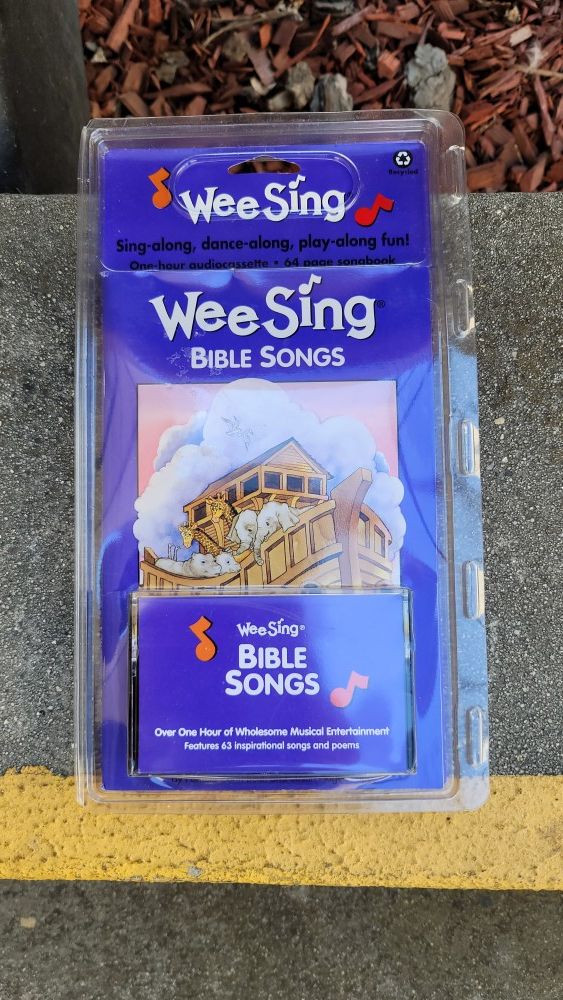 Recycled
Wee Sing
Sing-along, dance-along, play-along fun!
One-hour audiocassette • 64 page songbook
Wee Sing®
BIBLE SONGS
Wee Sing®
BIBLE
SONGS
Over One Hour of Wholesome Musical Entertainment
Features 63 inspirational songs and poems
by